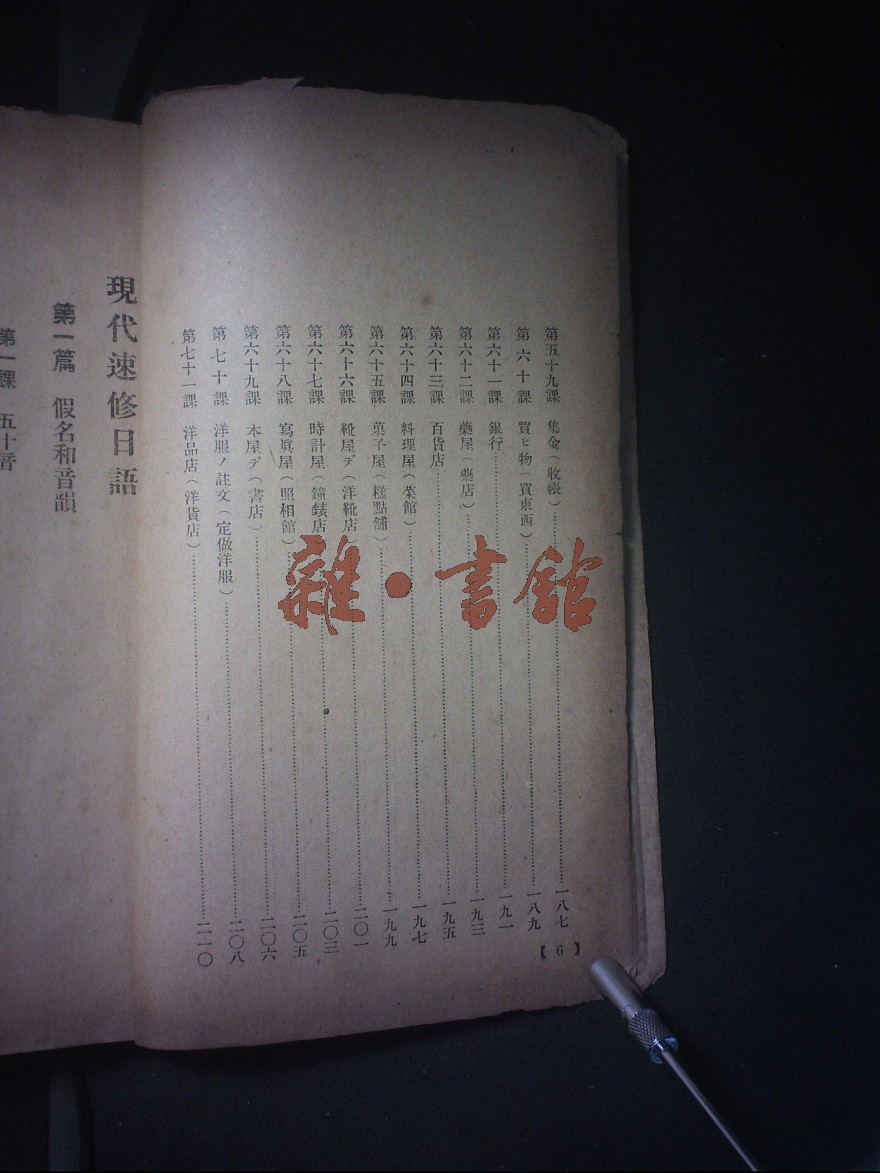 第五十九課 集金(收帳)……一八七
第六十課 買ヒ物(買東西)……一八九
第六十一課 銀行……一九一
第六十二課 藥屋(藥店)……一九三
第六十三課 百貨店……一九五
第六十四課 料理屋(菜館)……一九七
第六十五課 菓子屋(糕點舖)……一九九
第六十六課 靴屋デ(洋靴店)……二〇一
第六十七課 時計屋(鐘錶店)……二〇三
第六十八課 寫眞屋(照相館)……二〇五
第六十九課 本屋デ(書店)……二〇六
第七十課 洋服ノ註文(定做洋服)……二〇八
第七十一課 洋品店(洋貨店)……二一〇
【6】
現代速修日語
第一篇 假名和音韻
第一課 五十音
雜·書館